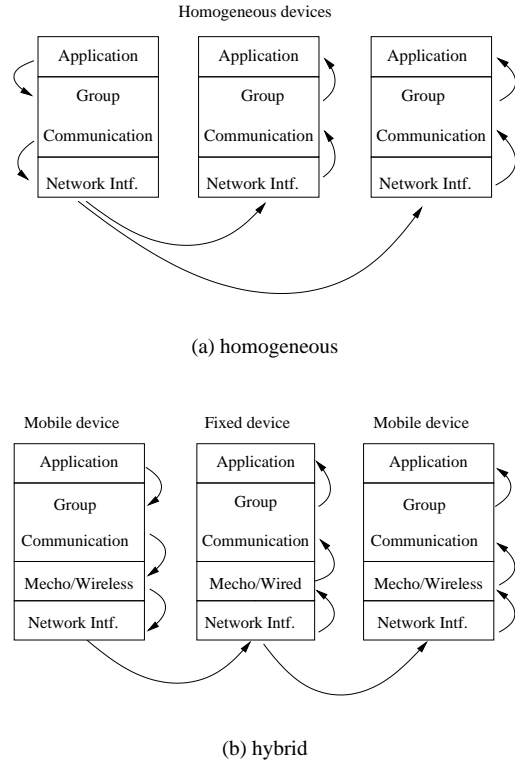 Homogeneous devices
Application Application Application
Group Group Group
Communication Communication Communication
Network Intf. Network Intf. Network Intf.
(a) homogeneous
Mobile device Fixed device Mobile device
Application Application Application
Group Group Group
Communication Communication Communication
Mecho/Wireless Mecho/Wired Mecho/Wireless
Network Intf. Network Intf. Network Intf.
(b) hybrid